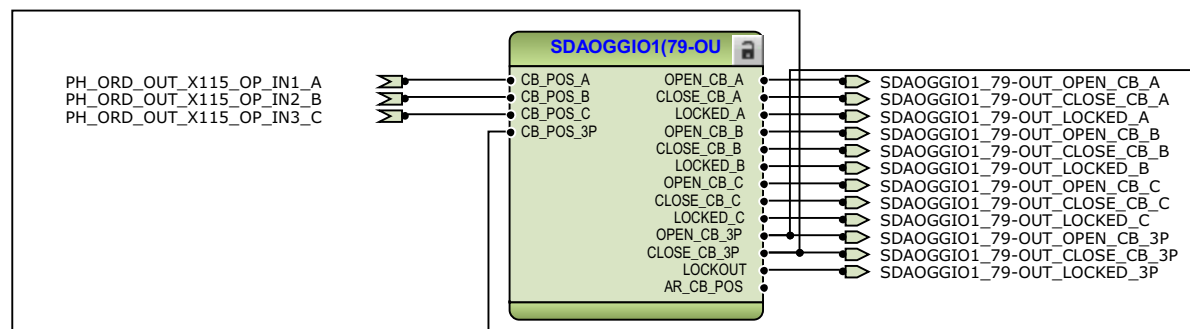 SDAOGGIO1(79-OU
PH_ORD_OUT_X115_OP_IN1_A
PH_ORD_OUT_X115_OP_IN2_B
PH_ORD_OUT_X115_OP_IN3_C
CB_POS_A
CB_POS_B
CB_POS_C
CB_POS_3P
OPEN_CB_A
CLOSE_CB_A
LOCKED_A
OPEN_CB_B
CLOSE_CB_B
LOCKED_B
OPEN_CB_C
CLOSE_CB_C
LOCKED_C
OPEN_CB_3P
CLOSE_CB_3P
LOCKOUT
AR_CB_POS
SDAOGGIO1_79-OUT_OPEN_CB_A
SDAOGGIO1_79-OUT_CLOSE_CB_A
SDAOGGIO1_79-OUT_LOCKED_A
SDAOGGIO1_79-OUT_OPEN_CB_B
SDAOGGIO1_79-OUT_CLOSE_CB_B
SDAOGGIO1_79-OUT_LOCKED_B
SDAOGGIO1_79-OUT_OPEN_CB_C
SDAOGGIO1_79-OUT_CLOSE_CB_C
SDAOGGIO1_79-OUT_LOCKED_C
SDAOGGIO1_79-OUT_OPEN_CB_3P
SDAOGGIO1_79-OUT_CLOSE_CB_3P
SDAOGGIO1_79-OUT_LOCKED_3P